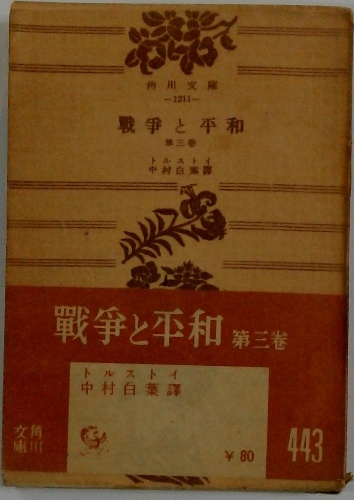 角川文庫
—1211—
戰爭と平和
第三卷
トルストイ
中村白葉譯
戰爭と平和 第三卷
トルストイ
中村白葉譯
角川文庫
¥80
443